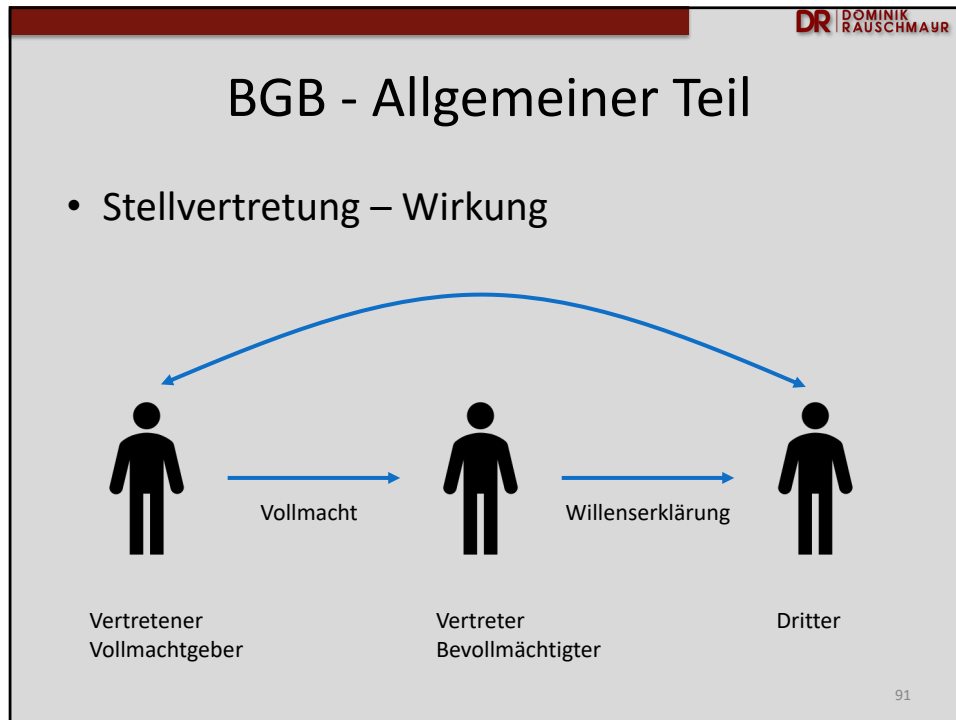 DR DOMINIK
RAUSCHMAYR
BGB - Allgemeiner Teil
• Stellvertretung – Wirkung
Vollmacht
Willenserklärung
Vertretener
Vollmachtgeber
Vertreter
Bevollmächtigter
Dritter
91